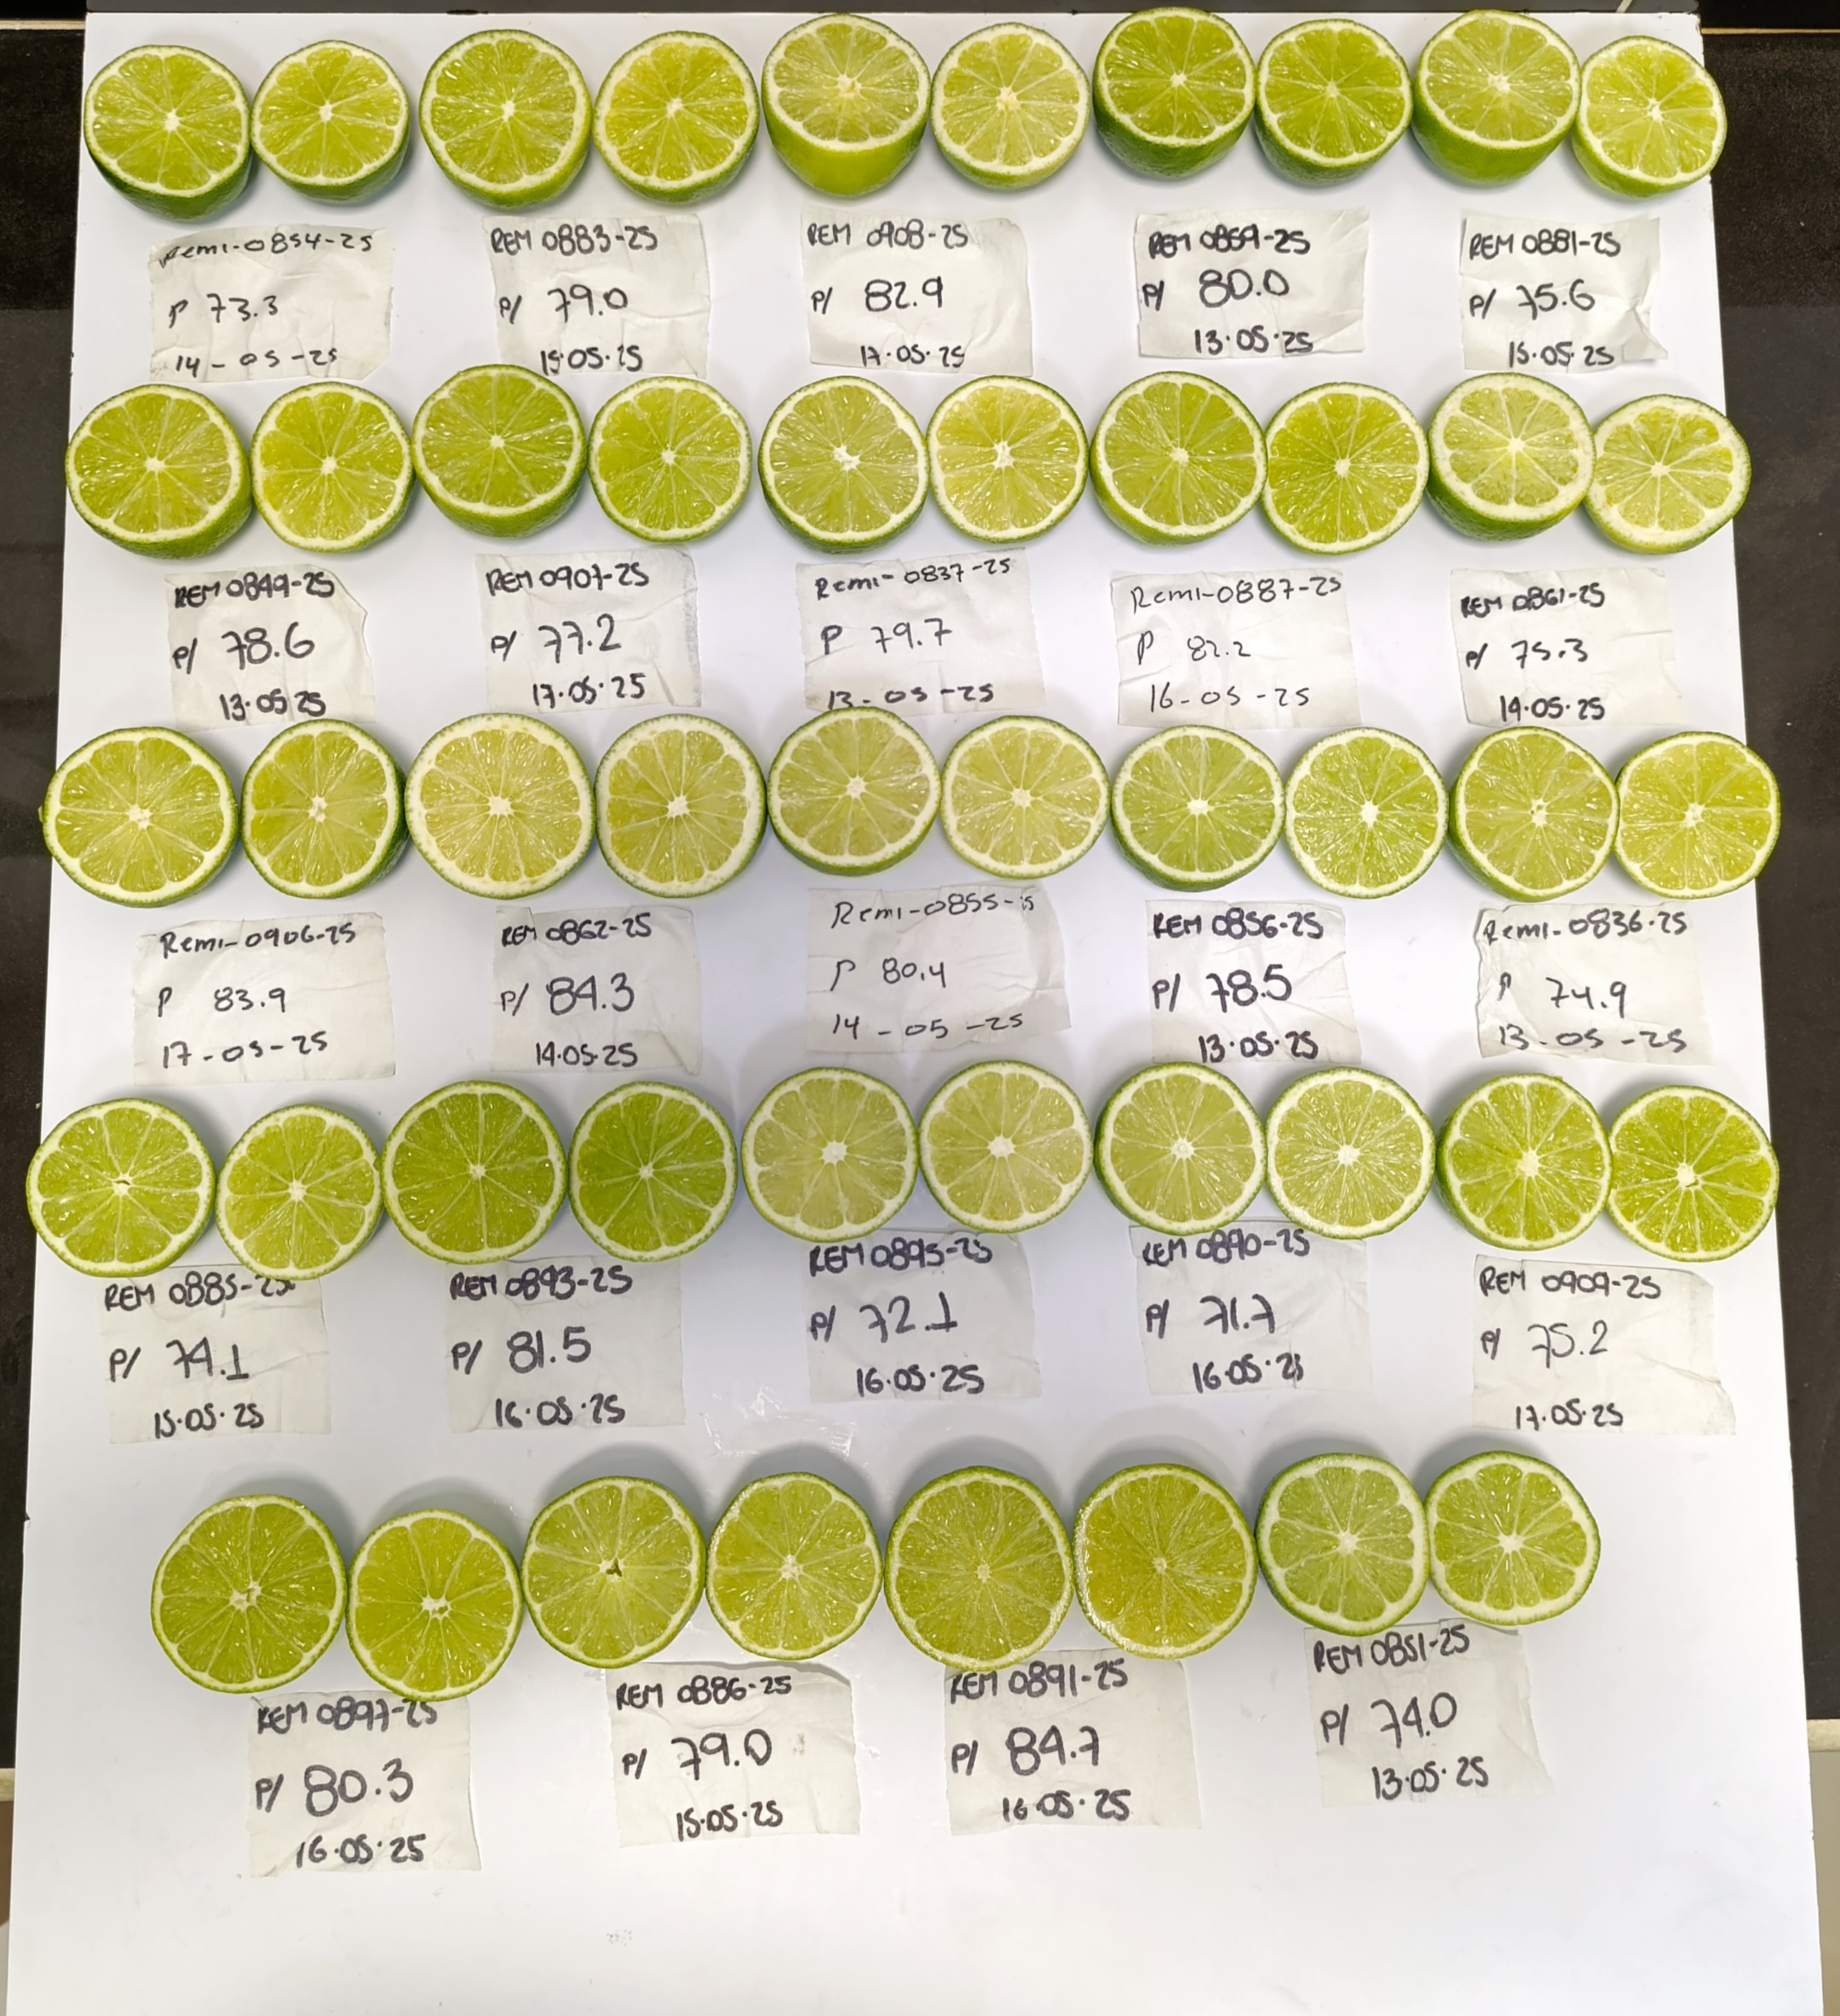 Remi-0854-25
P 73.3
14-05-25
REM 0883-25
P/ 79.0
15.05.25
REM 0908-25
P/ 82.9
17.05.25
REM 0859-25
P/ 80.0
13.05.25
REM 0881-25
P/ 75.6
15.05.25
REM 0849-25
P/ 78.6
13.05.25
REM 0907-25
P/ 77.2
17.05.25
Remi-0837-25
P 79.7
13-05-25
Remi-0887-25
P 82.2
16-05-25
REM 0861-25
P/ 75.3
14.05.25
Remi-0906-25
P 83.9
17-05-25
REM 0862-25
P/ 84.3
14.05.25
Remi-0855-25
P 80.4
14-05-25
REM 0856-25
P/ 78.5
13.05.25
Remi-0836-25
P 74.9
13-05-25
REM 0885-25
P/ 74.1
15.05.25
REM 0893-25
P/ 81.5
16.05.25
REM 0895-25
P/ 72.1
16.05.25
REM 0890-25
P/ 71.7
16.05.25
REM 0909-25
P/ 75.2
17.05.25
REM 0897-25
P/ 80.3
16.05.25
REM 0886-25
P/ 79.0
15.05.25
REM 0891-25
P/ 84.7
16.05.25
REM 0851-25
P/ 74.0
13.05.25